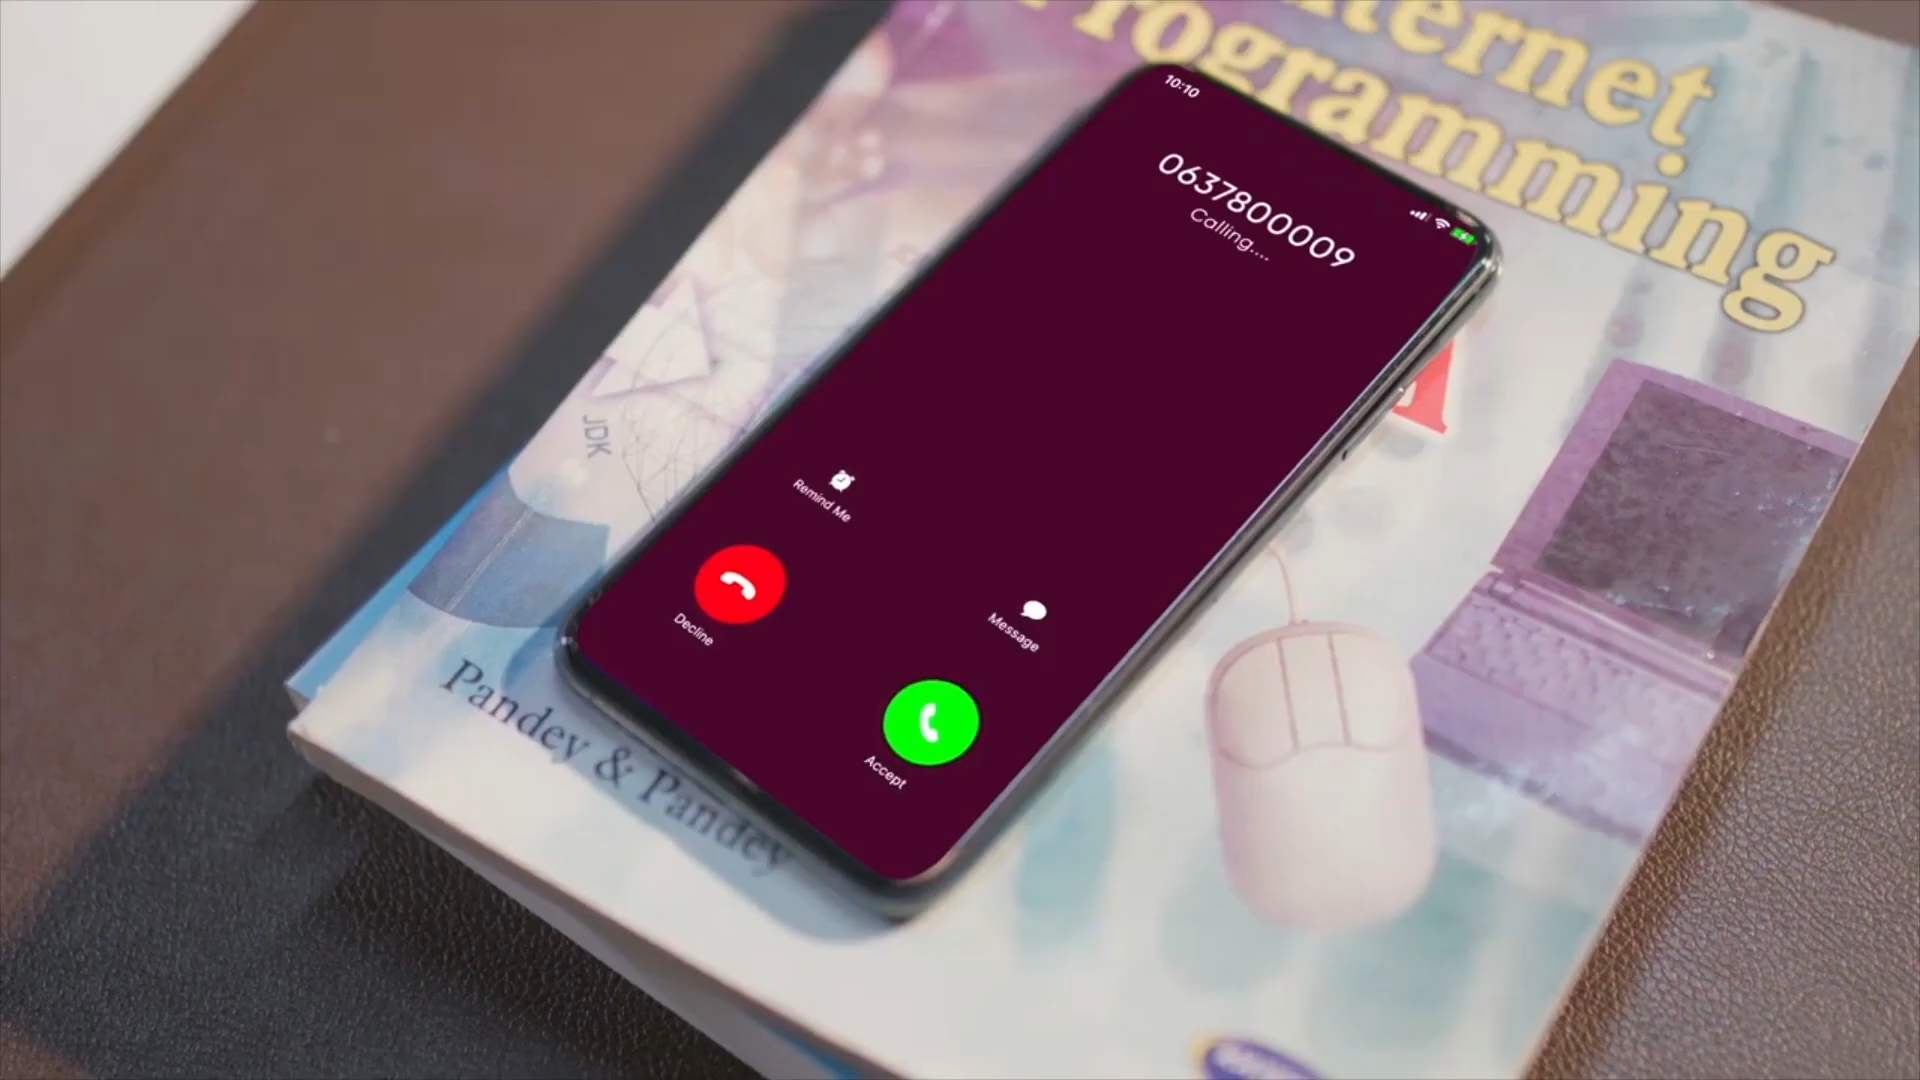 Internet
Programming
10:10
0637800009
Calling....
Remind Me
Message
Decline
Accept
JDK
Pandey & Pandey